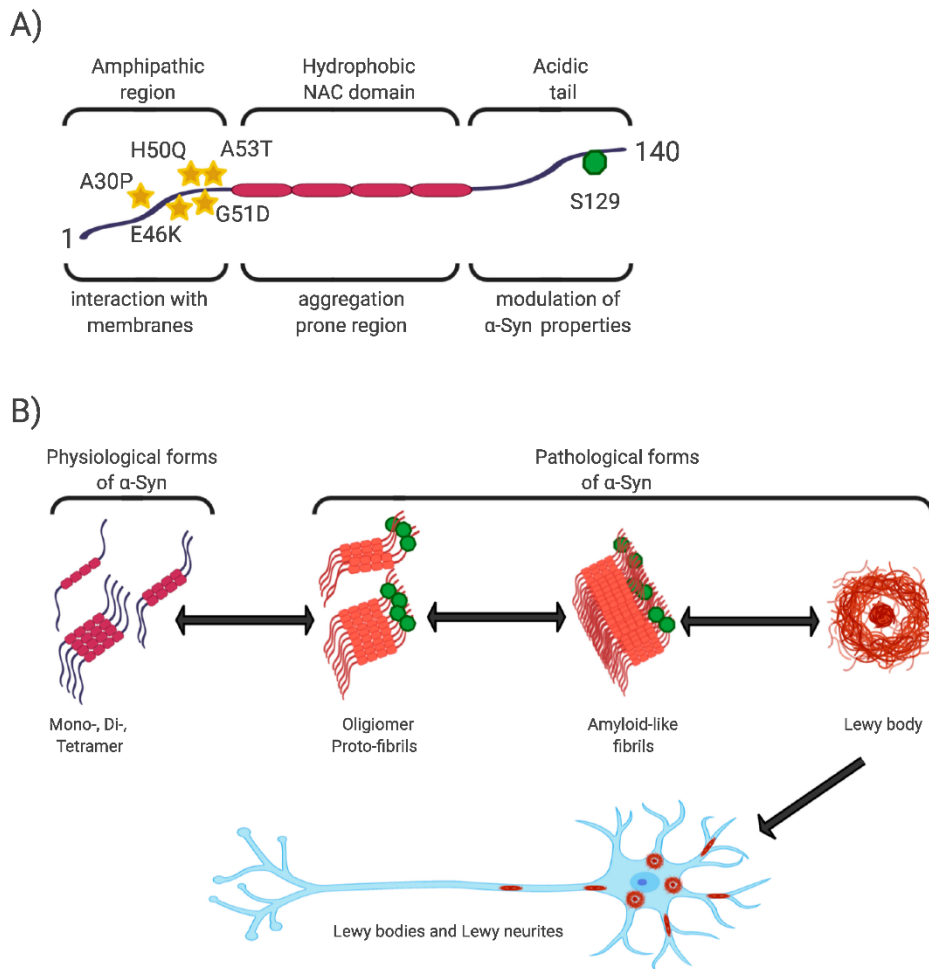 A)
Amphipathic
region
Hydrophobic
NAC domain
Acidic
tail
H50Q
A53T
A30P
E46K
G51D
1
140
S129
interaction with
membranes
aggregation
prone region
modulation of
α-Syn properties
B)
Physiological forms
of α-Syn
Pathological forms
of α-Syn
Mono-, Di-,
Tetramer
Oligiomer
Proto-fibrils
Amyloid-like
fibrils
Lewy body
Lewy bodies and Lewy neurites